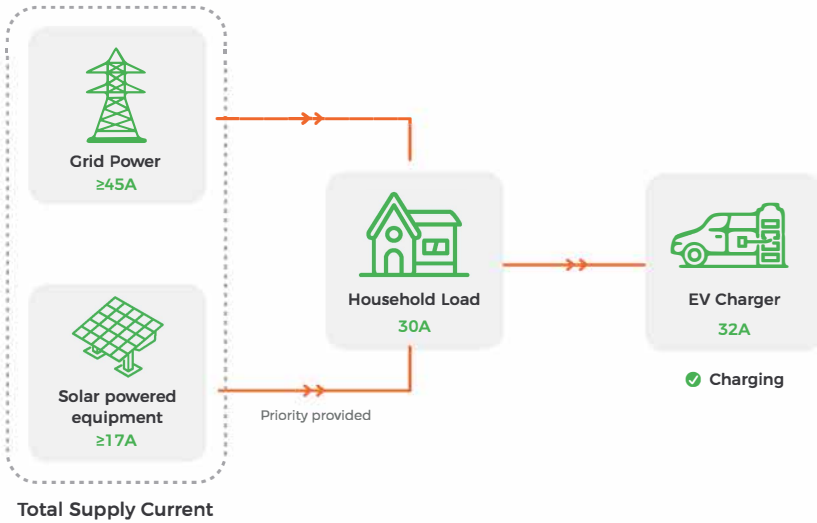 Grid Power
≥45A
Solar powered
equipment
≥17A
Total Supply Current
Priority provided
Household Load
30A
EV Charger
32A
Charging